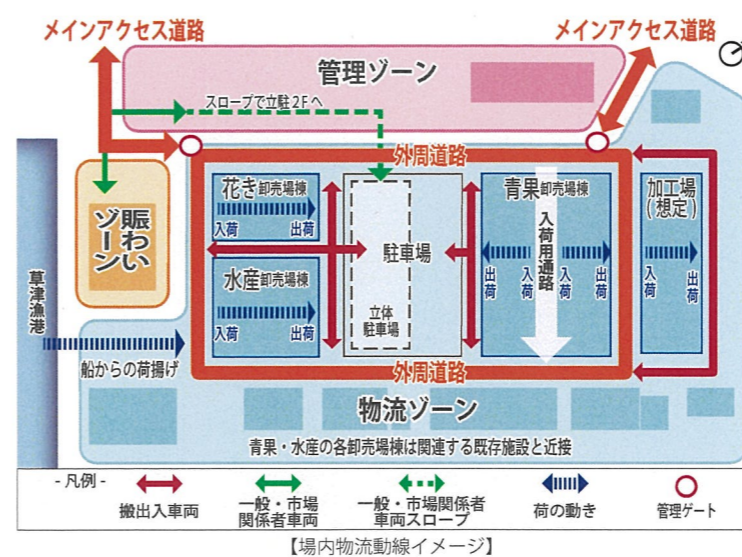 メインアクセス道路
メインアクセス道路
管理ゾーン
スロープで立駐2Fへ
外周道路
花き卸売場棟
入荷
出荷
青果卸売場棟
加工場
(想定)
賑わい
ゾーン
駐車場
入荷用通路
出荷
入荷
入荷
出荷
入荷
出荷
水産卸売場棟
入荷
出荷
立体
駐車場
草津漁港
船からの荷揚げ
外周道路
物流ゾーン
青果・水産の各卸売場棟は関連する既存施設と近接
- 凡例 -
搬出入車両
一般・市場
関係者車両
一般・市場関係者
車両スロープ
荷の動き
管理ゲート
【場内物流動線イメージ】